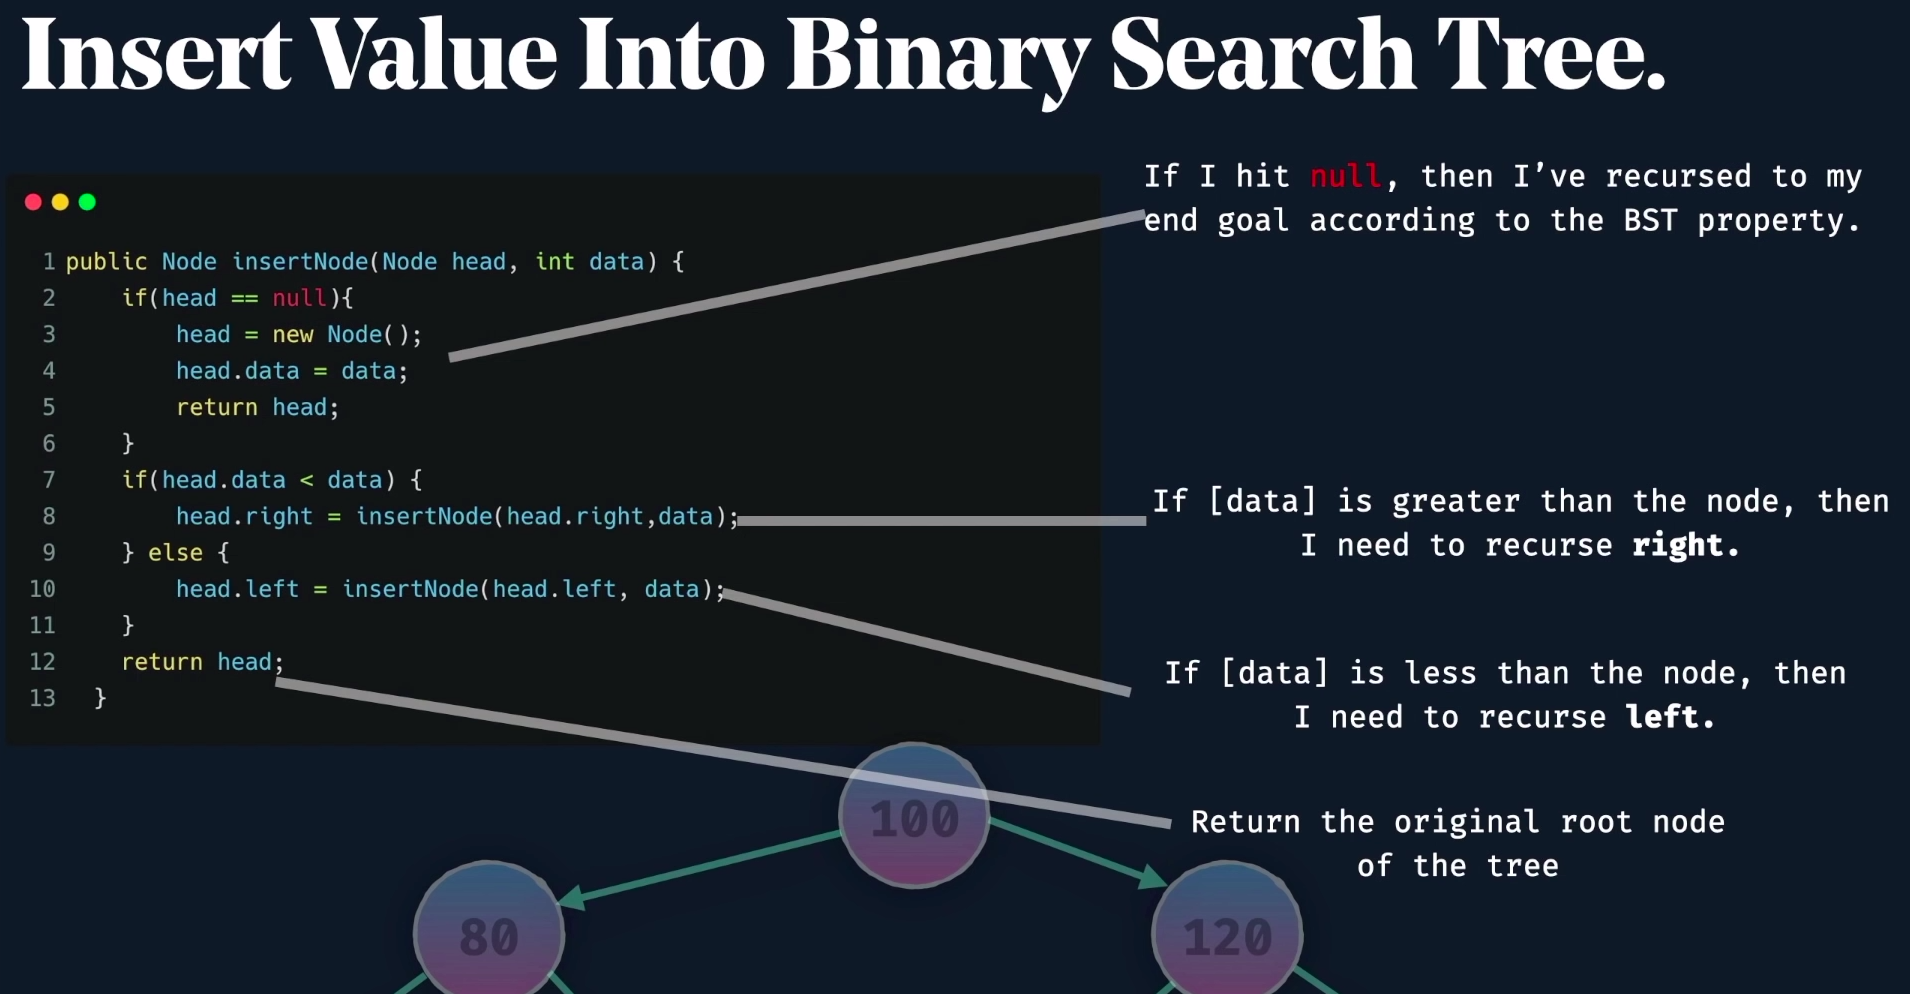 Insert Value Into Binary Search Tree.
If I hit null, then I’ve recursed to my
end goal according to the BST property.
1 public Node insertNode(Node head, int data) {
2     if(head == null){
3         head = new Node();
4         head.data = data;
5         return head;
6     }
7     if(head.data < data) {
8         head.right = insertNode(head.right,data);
9     } else {
10         head.left = insertNode(head.left, data);
11     }
12     return head;
13   }
If [data] is greater than the node, then
I need to recurse right.
If [data] is less than the node, then
I need to recurse left.
Return the original root node
of the tree
100
80
120